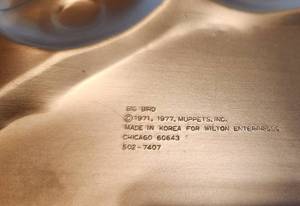 BIG BIRD
©1971, 1977, MUPPETS, INC.
MADE IN KOREA FOR WILTON ENTERPRISES
CHICAGO 60643
502-7407